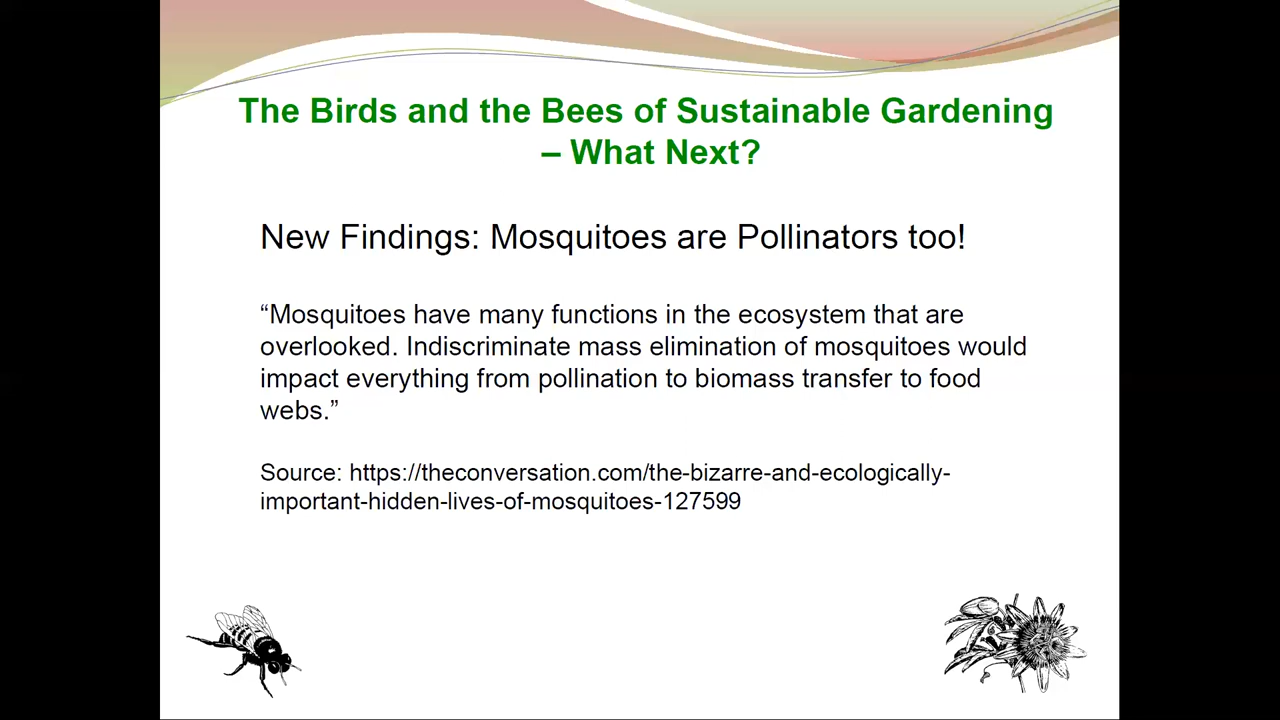 The Birds and the Bees of Sustainable Gardening
– What Next?
New Findings: Mosquitoes are Pollinators too!
“Mosquitoes have many functions in the ecosystem that are
overlooked. Indiscriminate mass elimination of mosquitoes would
impact everything from pollination to biomass transfer to food
webs.”
Source: https://theconversation.com/the-bizarre-and-ecologically-
important-hidden-lives-of-mosquitoes-127599